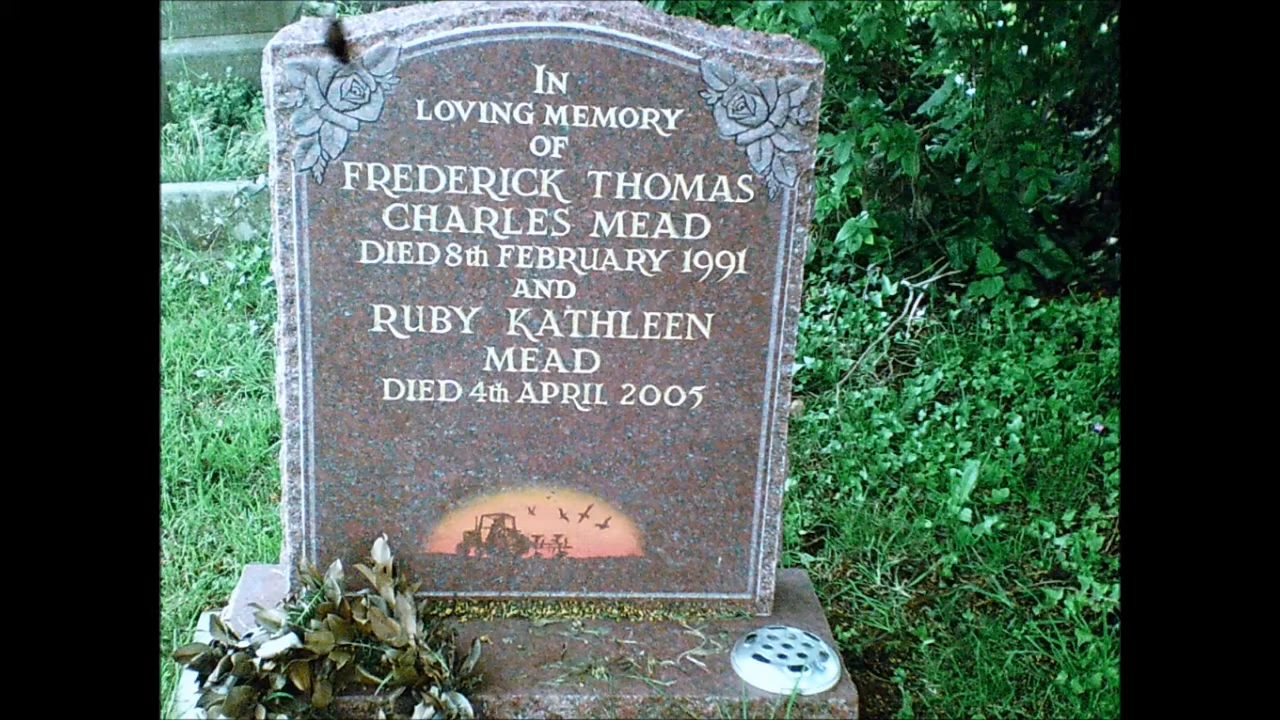 In
LOVING MEMORY
OF
FREDERICK THOMAS
CHARLES MEAD
DIED 8th FEBRUARY 1991
AND
RUBY KATHLEEN
MEAD
DIED 4th APRIL 2005